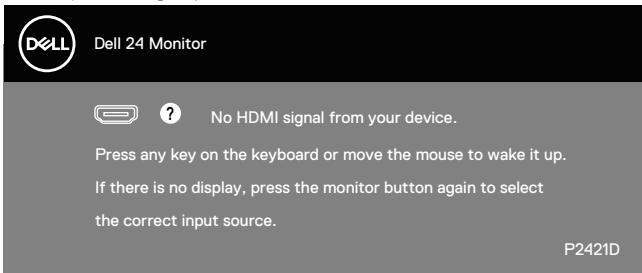 DELL
Dell 24 Monitor
? No HDMI signal from your device.
Press any key on the keyboard or move the mouse to wake it up.
If there is no display, press the monitor button again to select
the correct input source.
P2421D